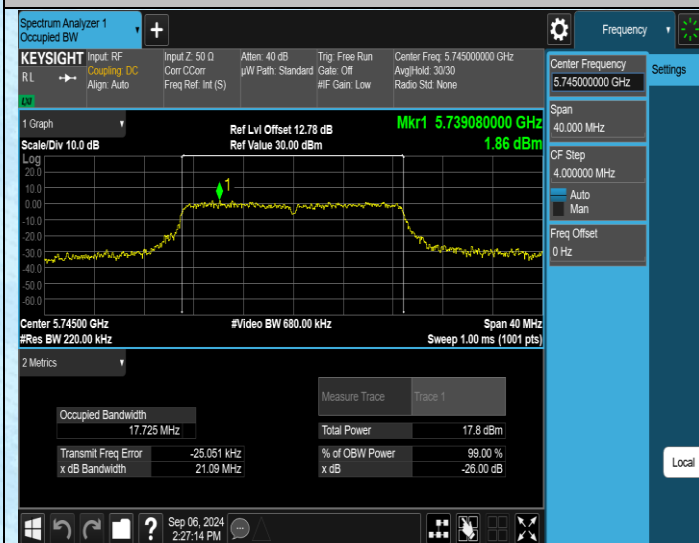 Spectrum Analyzer 1
Occupied BW
+
Frequency
KEYSIGHT
RL
Input: RF
Coupling: DC
Align: Auto
Input Z: 50 Ω
Corr CCorr
Freq Ref: Int (S)
Atten: 40 dB
µW Path: Standard
Trig: Free Run
Gate: Off
#IF Gain: Low
Center Freq: 5.745000000 GHz
Avg|Hold: 30/30
Radio Std: None
Center Frequency
5.745000000 GHz
Settings
Span
40.000 MHz
CF Step
4.000000 MHz
Auto
Man
Freq Offset
0 Hz
1 Graph
Scale/Div 10.0 dB
Ref Lvl Offset 12.78 dB
Ref Value 30.00 dBm
Mkr1 5.739080000 GHz
1.86 dBm
Log
20.0
10.0
0.00
-10.0
-20.0
-30.0
-40.0
-50.0
-60.0
1
Center 5.74500 GHz
#Res BW 220.00 kHz
#Video BW 680.00 kHz
Span 40 MHz
Sweep 1.00 ms (1001 pts)
2 Metrics
Measure Trace
Trace 1
Occupied Bandwidth
17.725 MHz
Total Power
17.8 dBm
Transmit Freq Error
-25.051 kHz
% of OBW Power
99.00 %
x dB Bandwidth
21.09 MHz
x dB
-26.00 dB
Local
?
Sep 06, 2024
2:27:14 PM